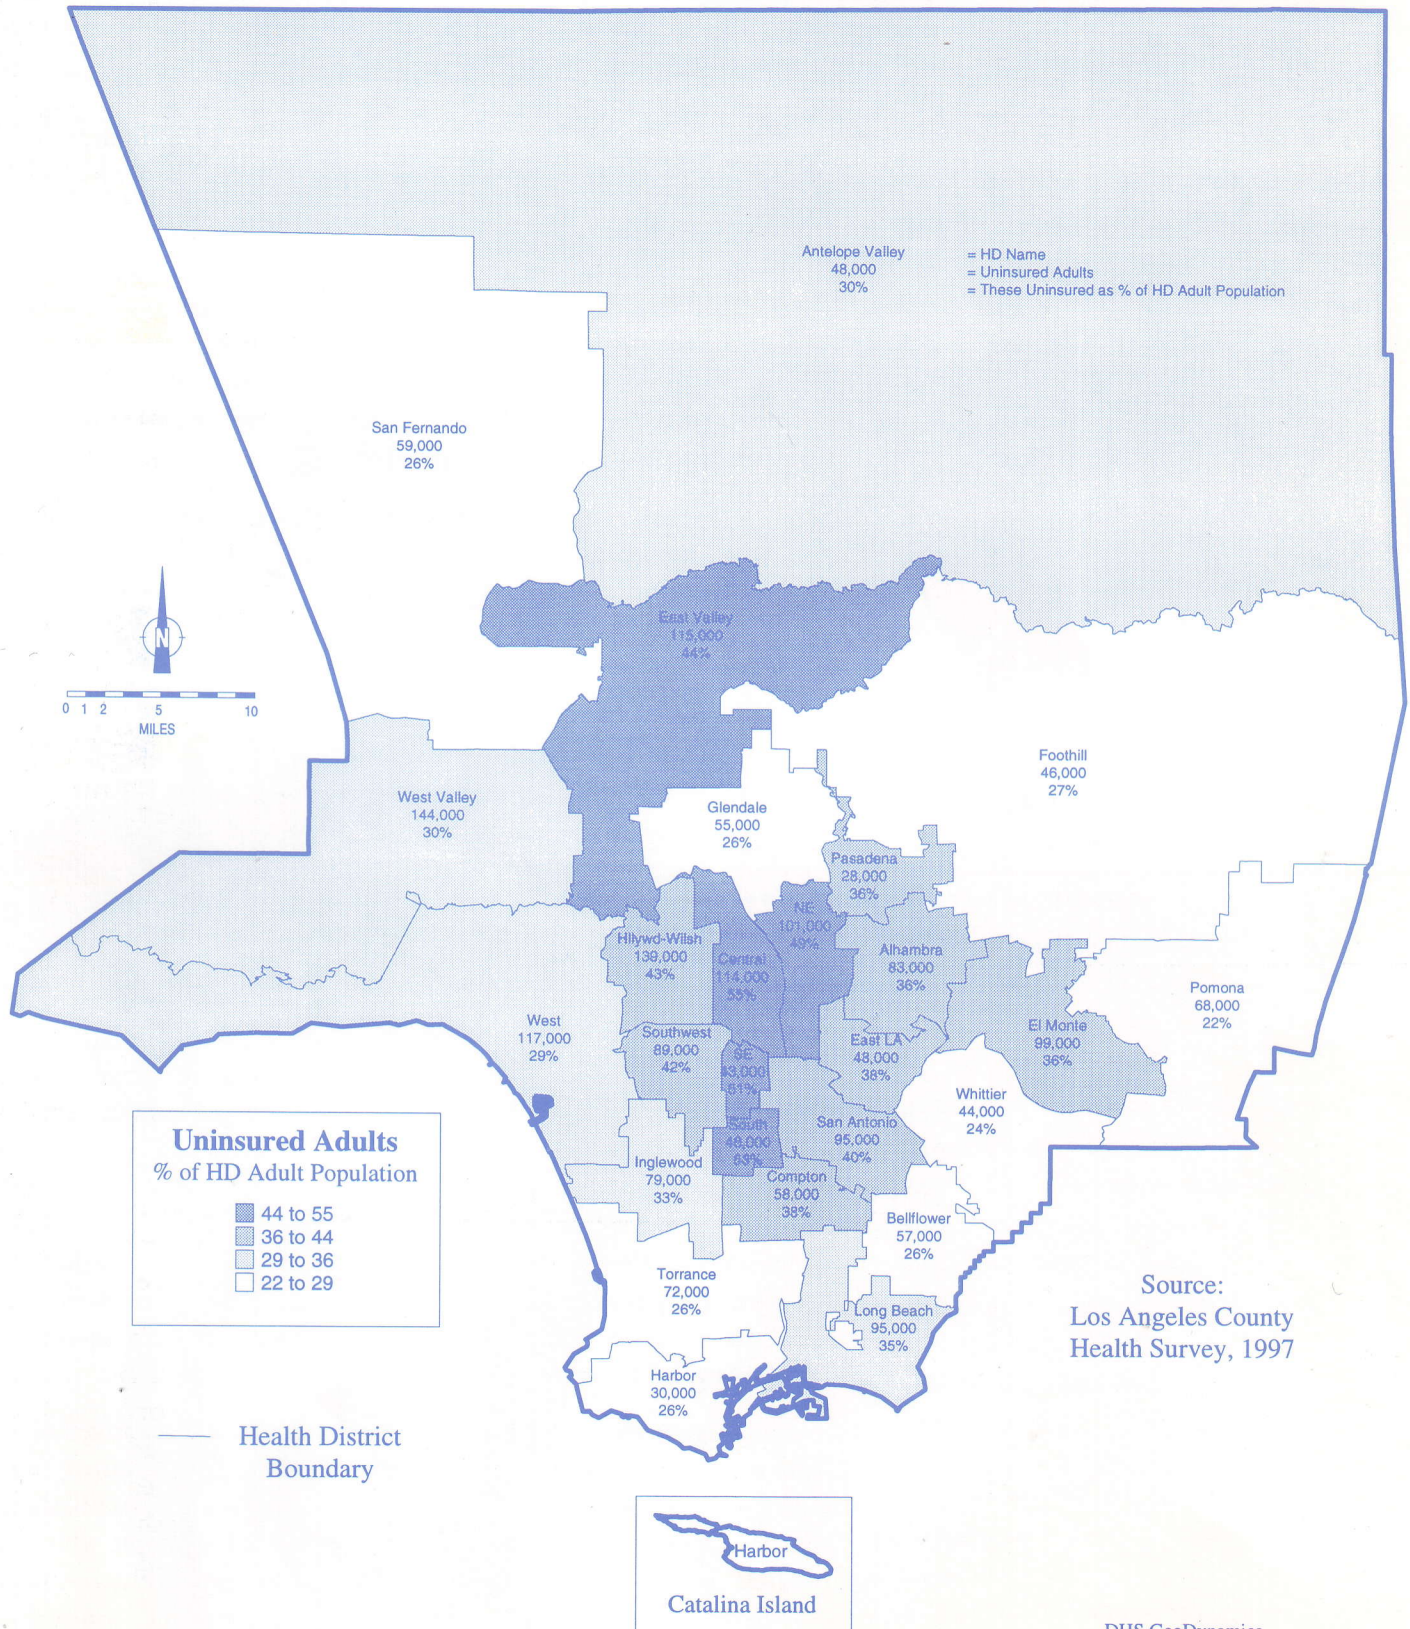 Antelope Valley
48,000
30%
= HD Name
= Uninsured Adults
= These Uninsured as % of HD Adult Population
San Fernando
59,000
26%
N
0 1 2 5 10
MILES
East Valley
115,000
44%
Foothill
46,000
27%
West Valley
144,000
30%
Glendale
55,000
26%
Pasadena
28,000
36%
NE
101,000
49%
Hllywd-Wilsh
139,000
43%
Central
114,000
55%
Alhambra
83,000
36%
Pomona
68,000
22%
West
117,000
29%
Southwest
89,000
42%
SE
43,000
51%
East LA
48,000
38%
El Monte
99,000
36%
Whittier
44,000
24%
South
48,000
53%
San Antonio
95,000
40%
Inglewood
79,000
33%
Compton
58,000
38%
Bellflower
57,000
26%
Torrance
72,000
26%
Long Beach
95,000
35%
Harbor
30,000
26%
Uninsured Adults
% of HD Adult Population
44 to 55
36 to 44
29 to 36
22 to 29
Source:
Los Angeles County
Health Survey, 1997
Health District
Boundary
Harbor
Catalina Island